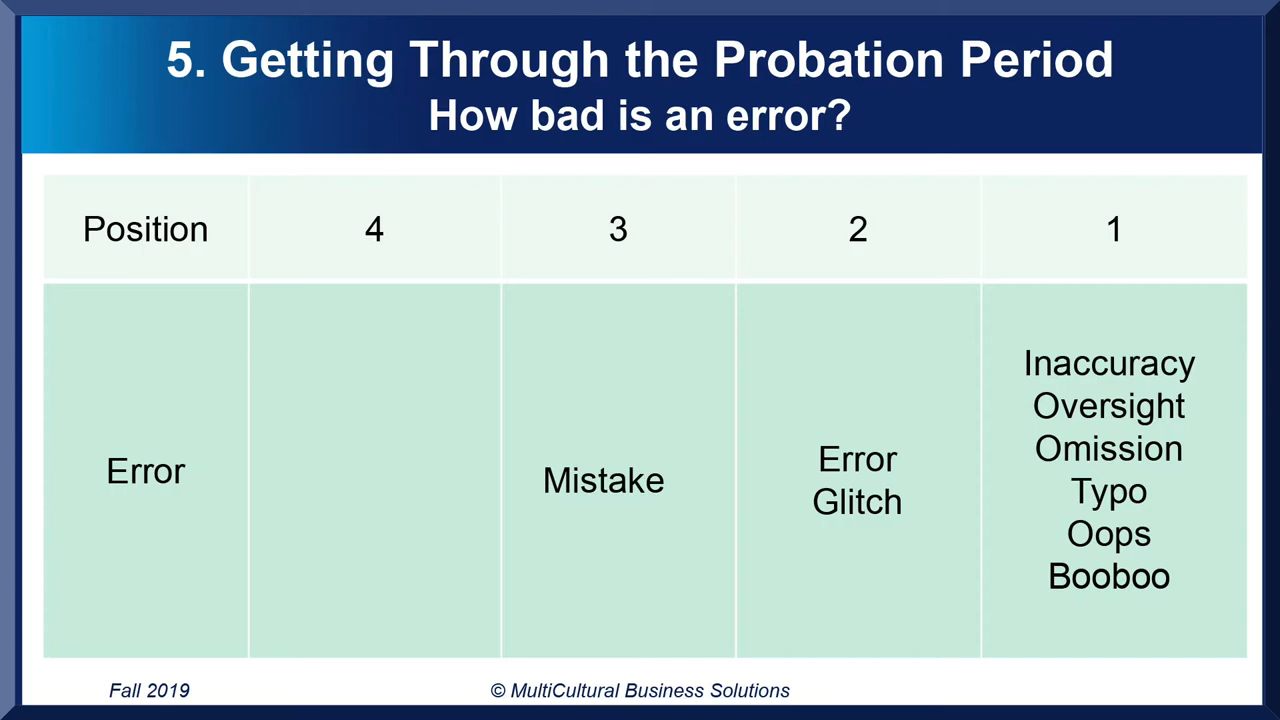 5. Getting Through the Probation Period
How bad is an error?
Position 4 3 2 1
Error
Mistake
Error
Glitch
Inaccuracy
Oversight
Omission
Typo
Oops
Booboo
Fall 2019
© MultiCultural Business Solutions